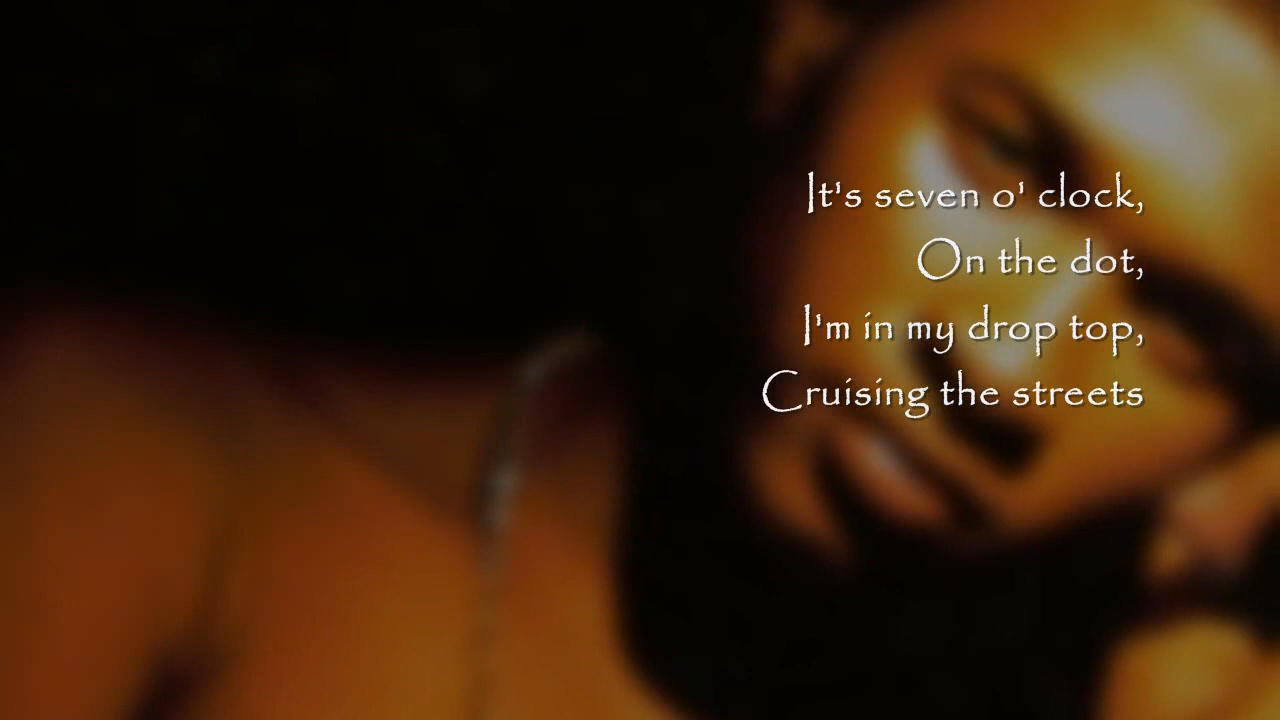 It's seven o' clock,
On the dot,
I'm in my drop top,
Cruising the streets